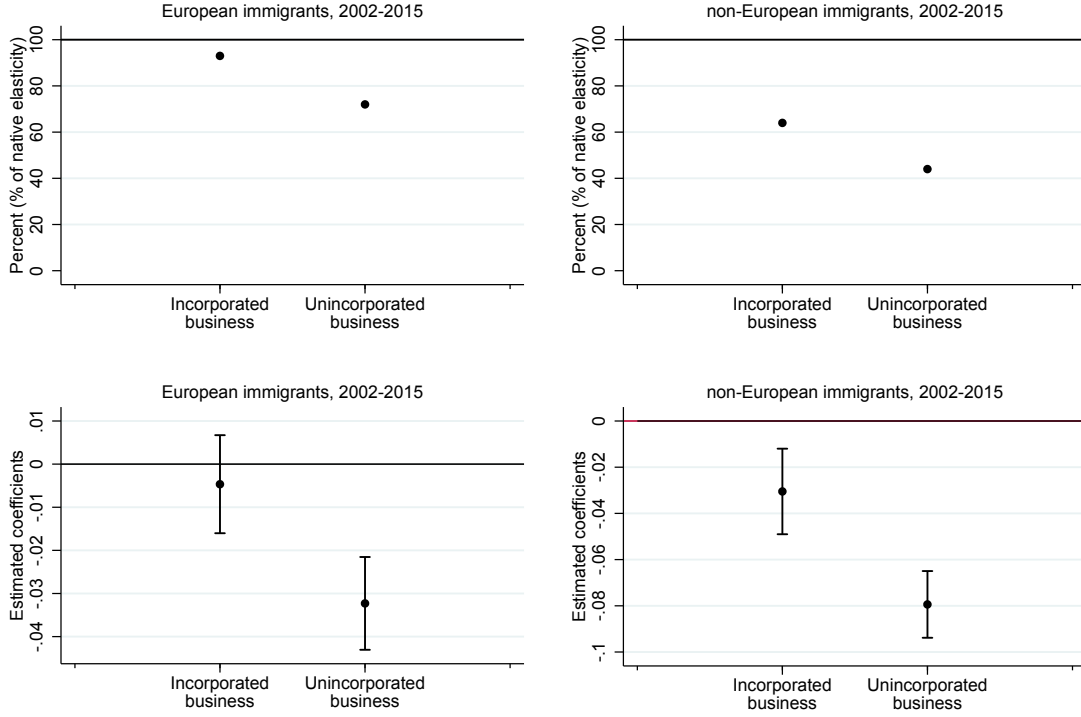 European immigrants, 2002-2015
Percent (% of native elasticity)
100
80
60
40
20
0
Incorporated
business
Unincorporated
business
non-European immigrants, 2002-2015
Percent (% of native elasticity)
100
80
60
40
20
0
Incorporated
business
Unincorporated
business
European immigrants, 2002-2015
Estimated coefficients
.01
0
-.01
-.02
-.03
-.04
Incorporated
business
Unincorporated
business
non-European immigrants, 2002-2015
Estimated coefficients
0
-.02
-.04
-.06
-.08
-.1
Incorporated
business
Unincorporated
business